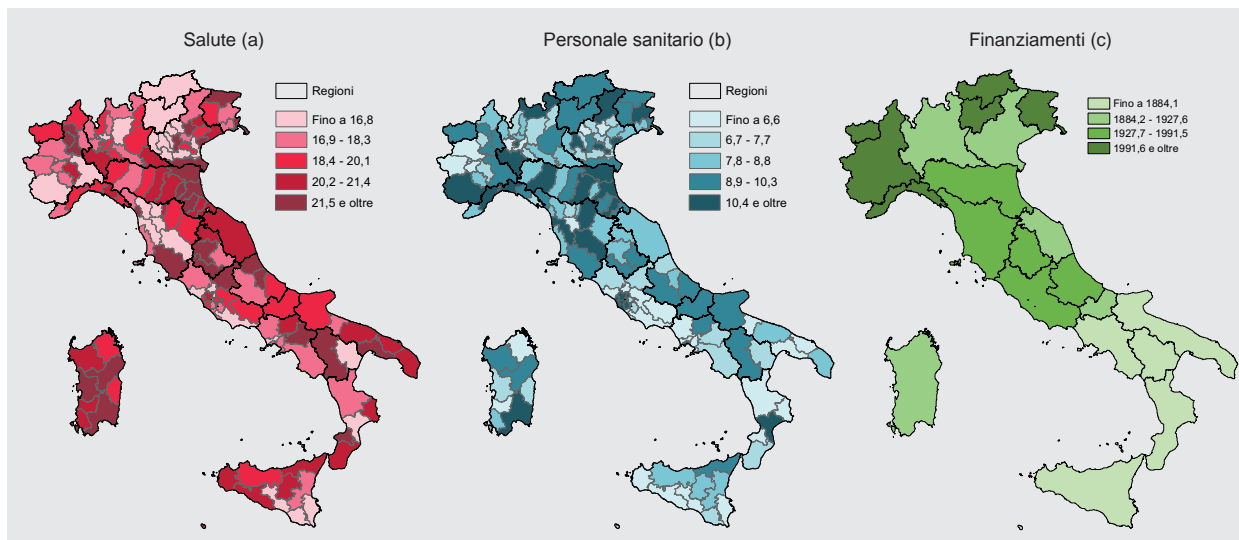 Salute (a)
Regioni
Fino a 16,8
16,9 - 18,3
18,4 - 20,1
20,2 - 21,4
21,5 e oltre
Personale sanitario (b)
Regioni
Fino a 6,6
6,7 - 7,7
7,8 - 8,8
8,9 - 10,3
10,4 e oltre
Finanziamenti (c)
Fino a 1884,1
1884,2 - 1927,6
1927,7 - 1991,5
1991,6 e oltre